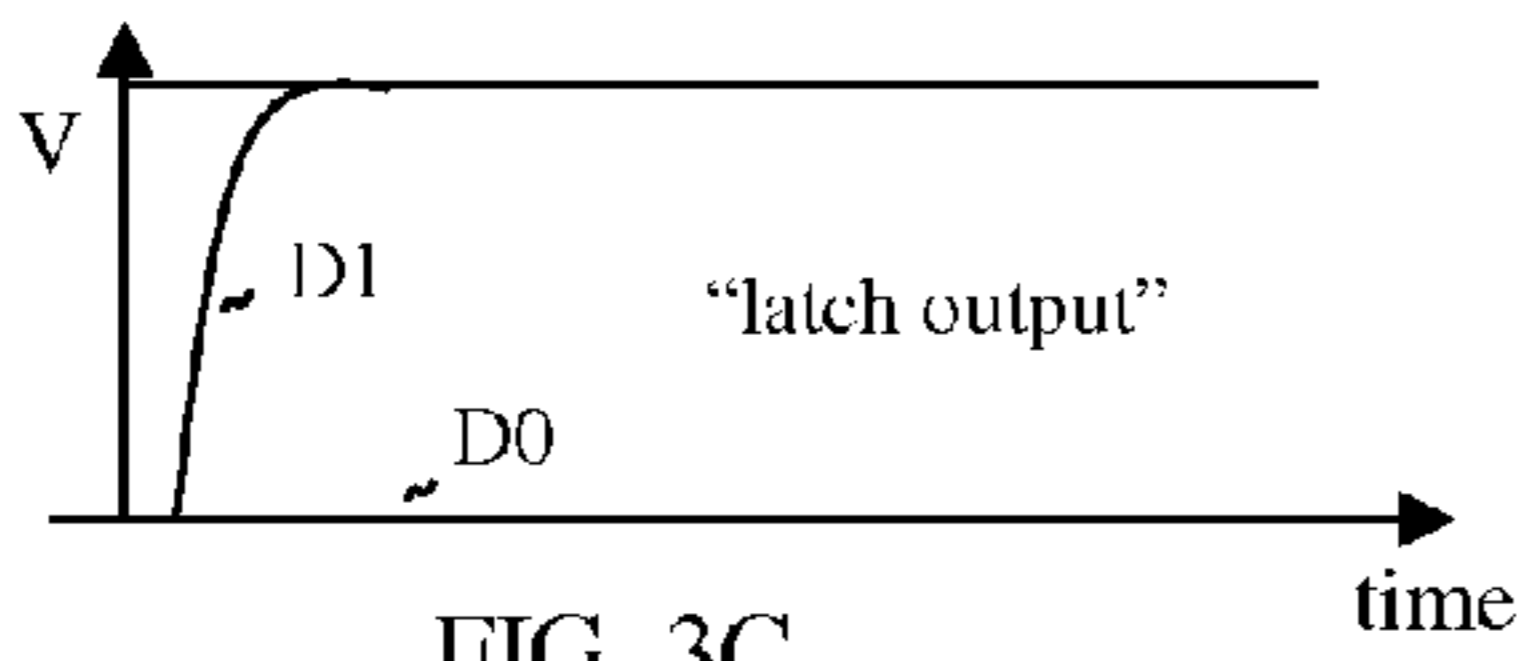 V
D1
“latch output”
D0
time
FIG. 3C